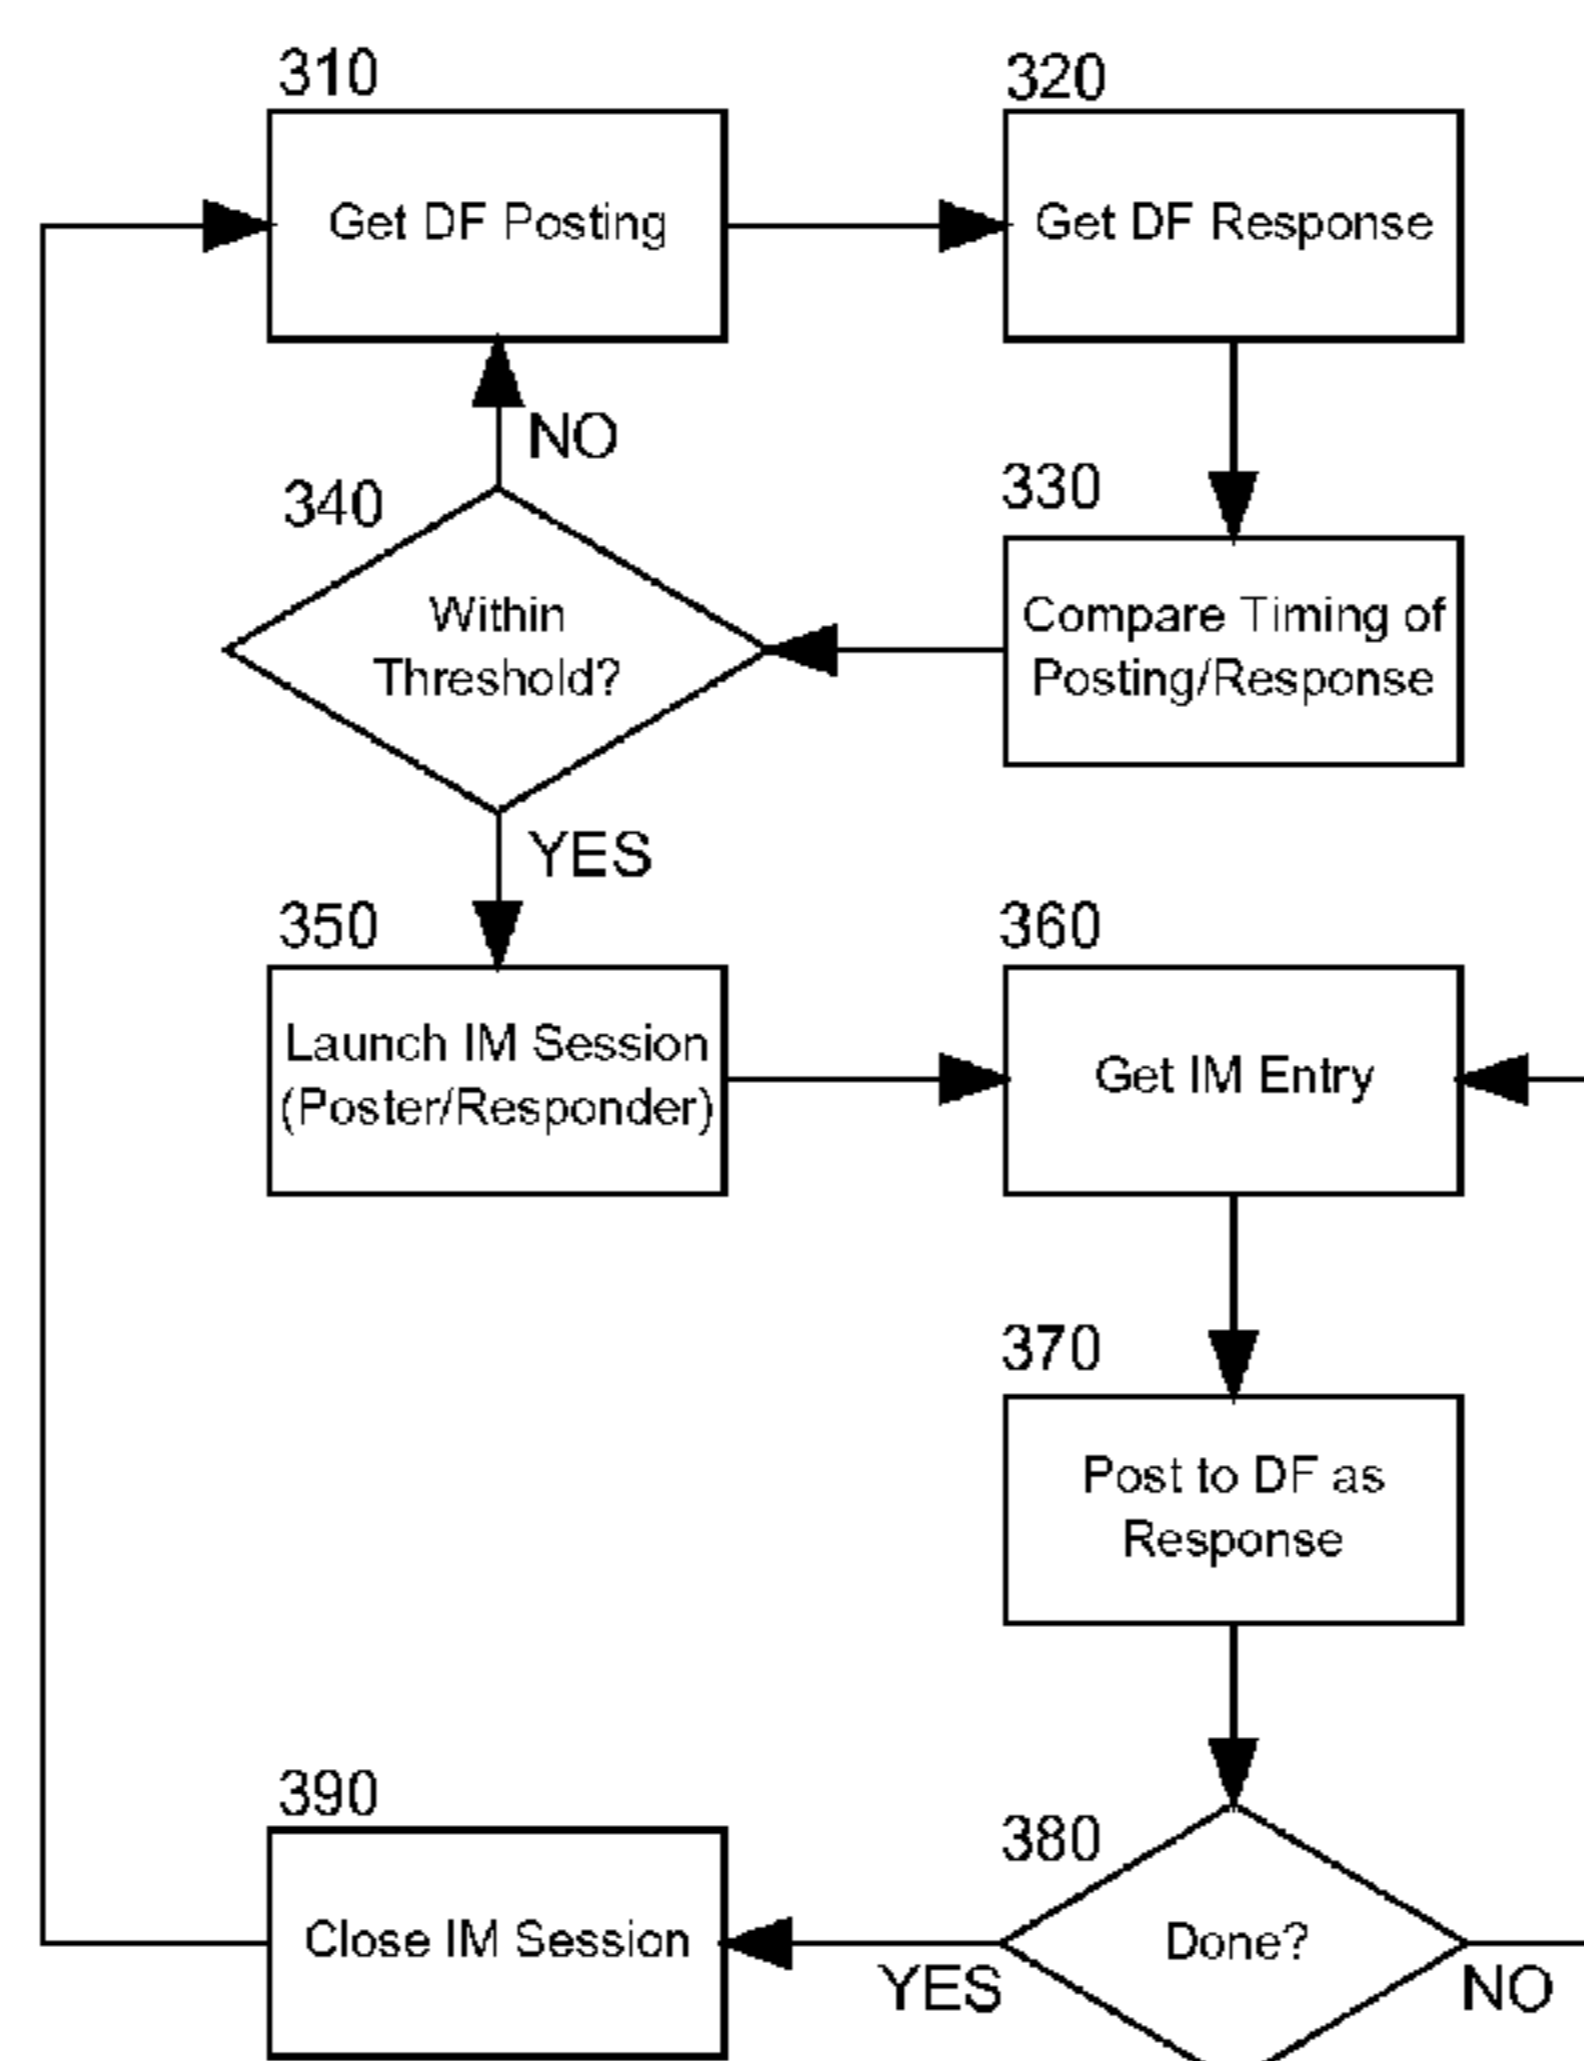 310
Get DF Posting
320
Get DF Response
NO
340
Within
Threshold?
330
Compare Timing of
Posting/Response
YES
350
Launch IM Session
(Poster/Responder)
360
Get IM Entry
370
Post to DF as
Response
390
Close IM Session
380
Done?
YES
NO